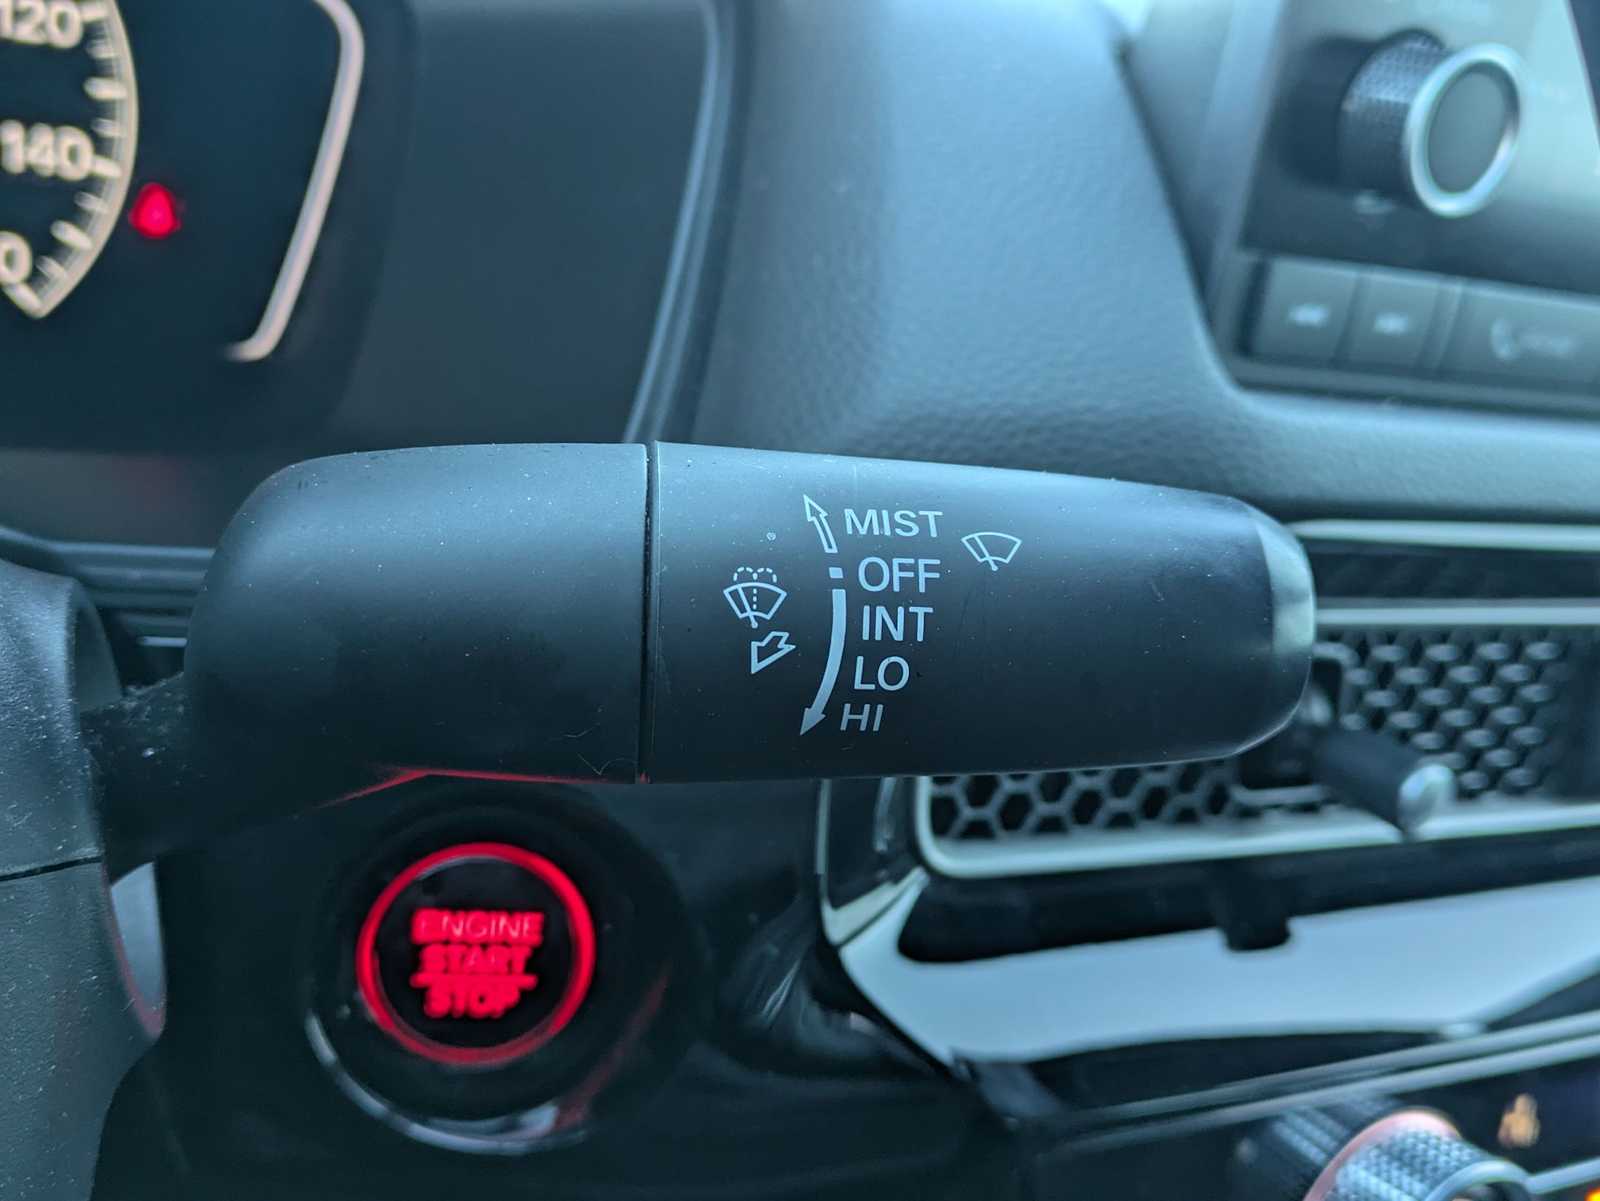 120
140
MIST
OFF
INT
LO
HI
ENGINE
START
STOP